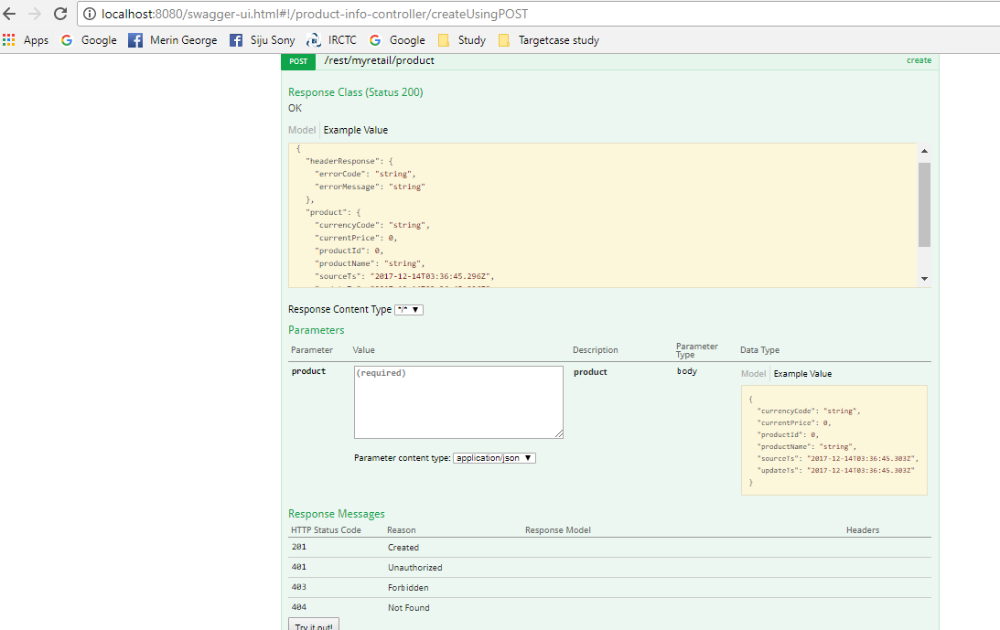 localhost:8080/swagger-ui.html#!/product-info-controller/createUsingPOST
Apps Google Merin George Siju Sony IRCTC Google Study Targetcase study
POST /rest/myretail/product create
Response Class (Status 200)
OK
Model Example Value
{
"headerResponse": {
"errorCode": "string",
"errorMessage": "string"
},
"product": {
"currencyCode": "string",
"currentPrice": 0,
"productId": 0,
"productName": "string",
"sourceTs": "2017-12-14T03:36:45.296Z",
Response Content Type */*
Parameters
Parameter Value Description Parameter Type Data Type
product (required) product body Model Example Value
{
"currencyCode": "string",
"currentPrice": 0,
"productId": 0,
"productName": "string",
"sourceTs": "2017-12-14T03:36:45.303Z",
"updateTs": "2017-12-14T03:36:45.303Z"
}
Parameter content type: application/json
Response Messages
HTTP Status Code Reason Response Model Headers
201 Created
401 Unauthorized
403 Forbidden
404 Not Found
Try it out!